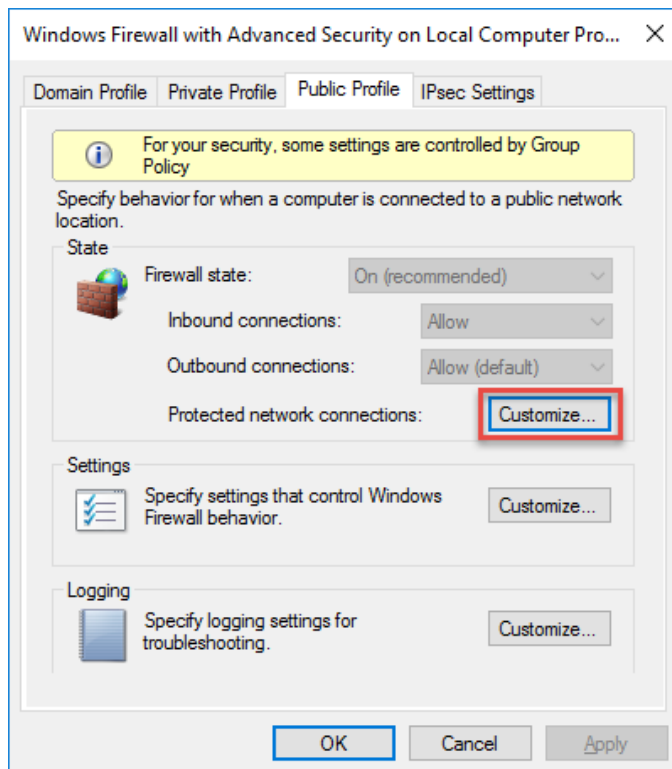 Windows Firewall with Advanced Security on Local Computer Pro...
Domain Profile
Private Profile
Public Profile
IPsec Settings
For your security, some settings are controlled by Group
Policy
Specify behavior for when a computer is connected to a public network
location.
State
Firewall state:
On (recommended)
Inbound connections:
Allow
Outbound connections:
Allow (default)
Protected network connections:
Customize...
Settings
Specify settings that control Windows
Firewall behavior.
Customize...
Logging
Specify logging settings for
troubleshooting.
Customize...
OK
Cancel
Apply